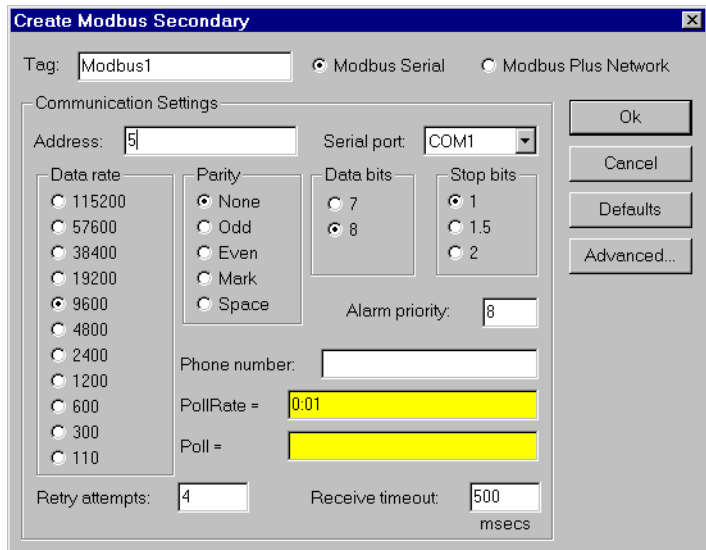 Create Modbus Secondary
Tag: Modbus1 Modbus Serial Modbus Plus Network
Communication Settings
Address: 5 Serial port: COM1
Data rate
115200
57600
38400
19200
9600
4800
2400
1200
600
300
110
Parity
None
Odd
Even
Mark
Space
Data bits
7
8
Stop bits
1
1.5
2
Alarm priority: 8
Phone number:
PollRate = 0:01
Poll =
Retry attempts: 4 Receive timeout: 500
msecs
Ok
Cancel
Defaults
Advanced...